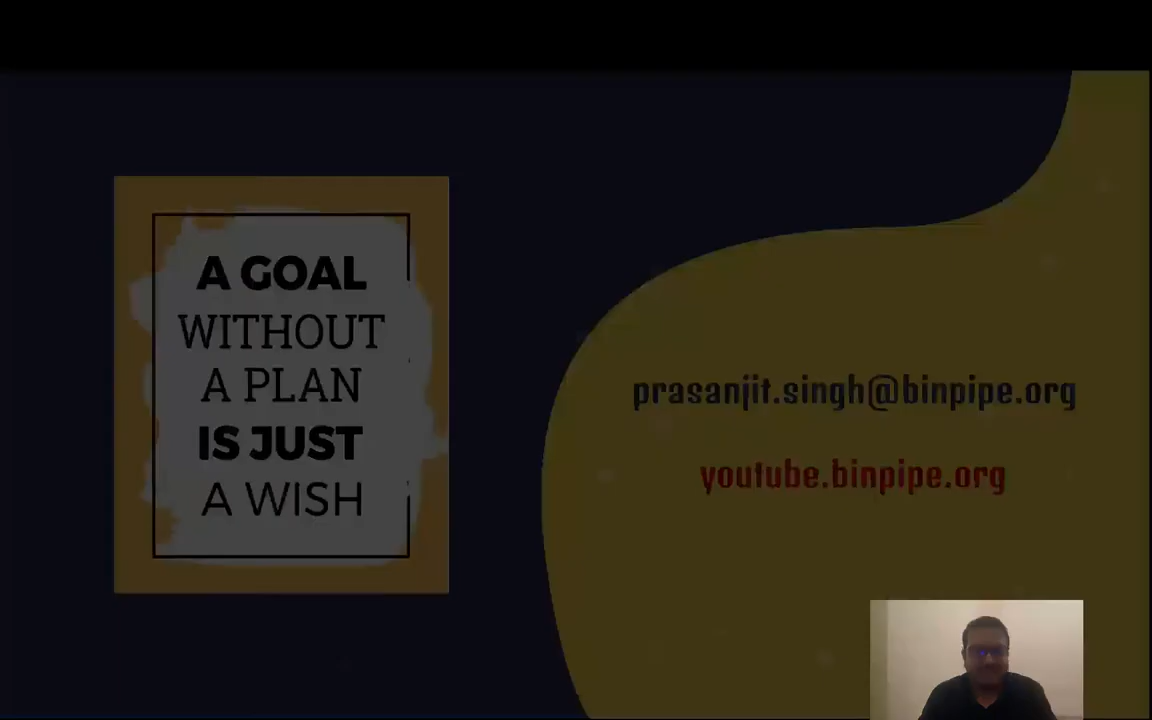 A GOAL
WITHOUT
A PLAN
IS JUST
A WISH
prasanjit.singh@binpipe.org
youtube.binpipe.org